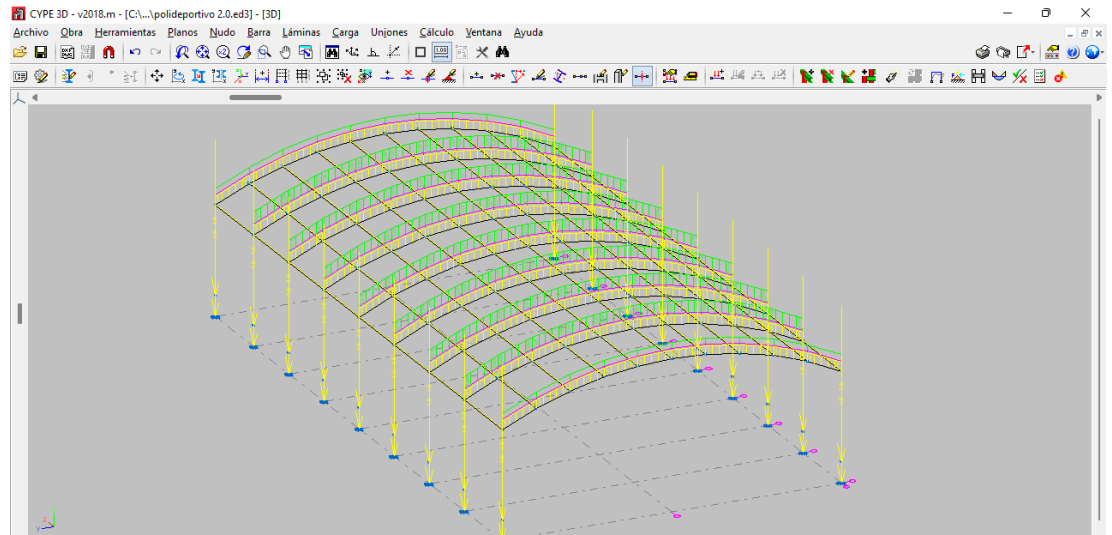 CYPE 3D - v2018.m - [C:\...\polideportivo 2.0.ed3] - [3D]
Archivo Obra Herramientas Planos Nudo Barra Láminas Carga Uniones Cálculo Ventana Ayuda